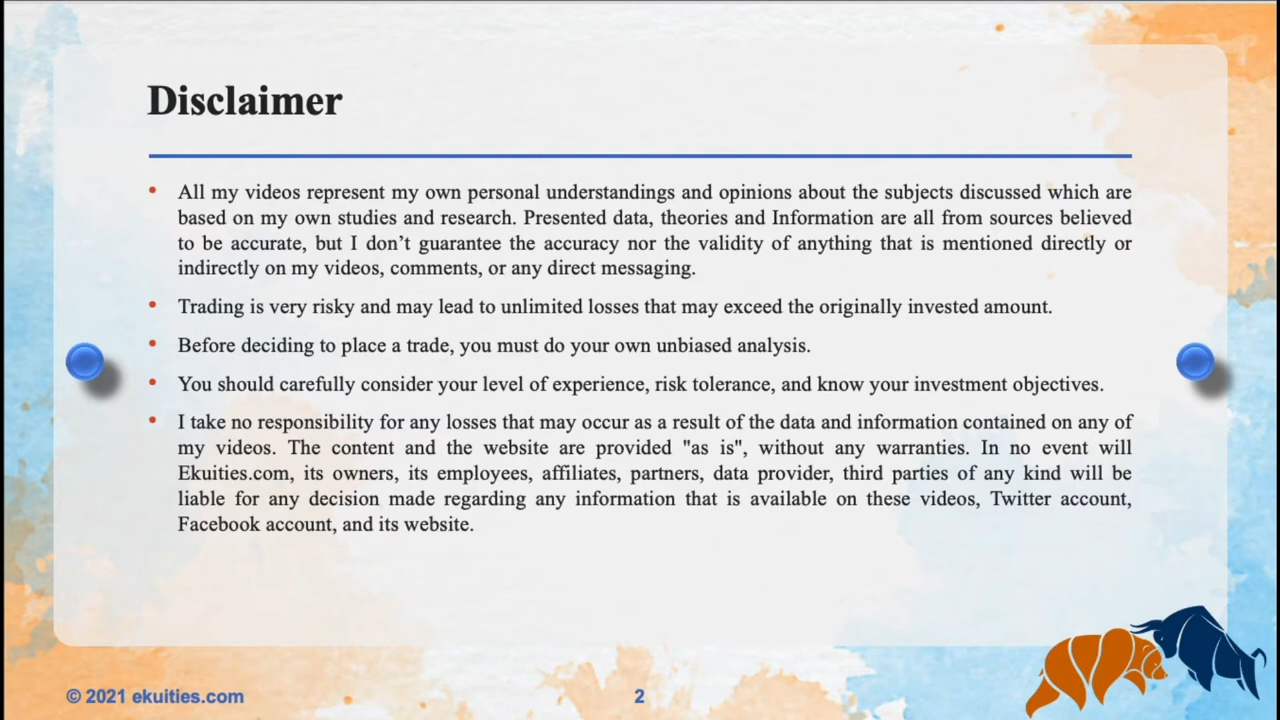 Disclaimer
• All my videos represent my own personal understandings and opinions about the subjects discussed which are
based on my own studies and research. Presented data, theories and Information are all from sources believed
to be accurate, but I don’t guarantee the accuracy nor the validity of anything that is mentioned directly or
indirectly on my videos, comments, or any direct messaging.
• Trading is very risky and may lead to unlimited losses that may exceed the originally invested amount.
• Before deciding to place a trade, you must do your own unbiased analysis.
• You should carefully consider your level of experience, risk tolerance, and know your investment objectives.
• I take no responsibility for any losses that may occur as a result of the data and information contained on any of
my videos. The content and the website are provided "as is", without any warranties. In no event will
Ekuities.com, its owners, its employees, affiliates, partners, data provider, third parties of any kind will be
liable for any decision made regarding any information that is available on these videos, Twitter account,
Facebook account, and its website.
© 2021 ekuities.com
2